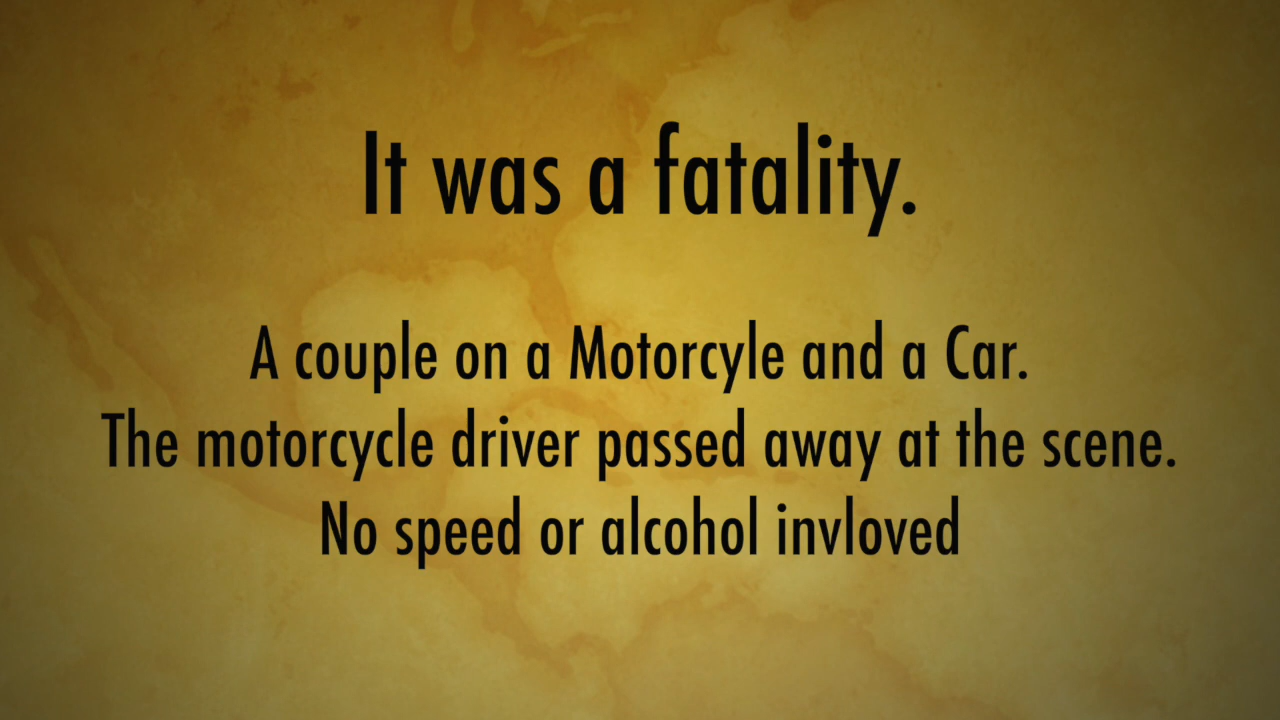 It was a fatality.
A couple on a Motorcyle and a Car.
The motorcycle driver passed away at the scene.
No speed or alcohol invloved